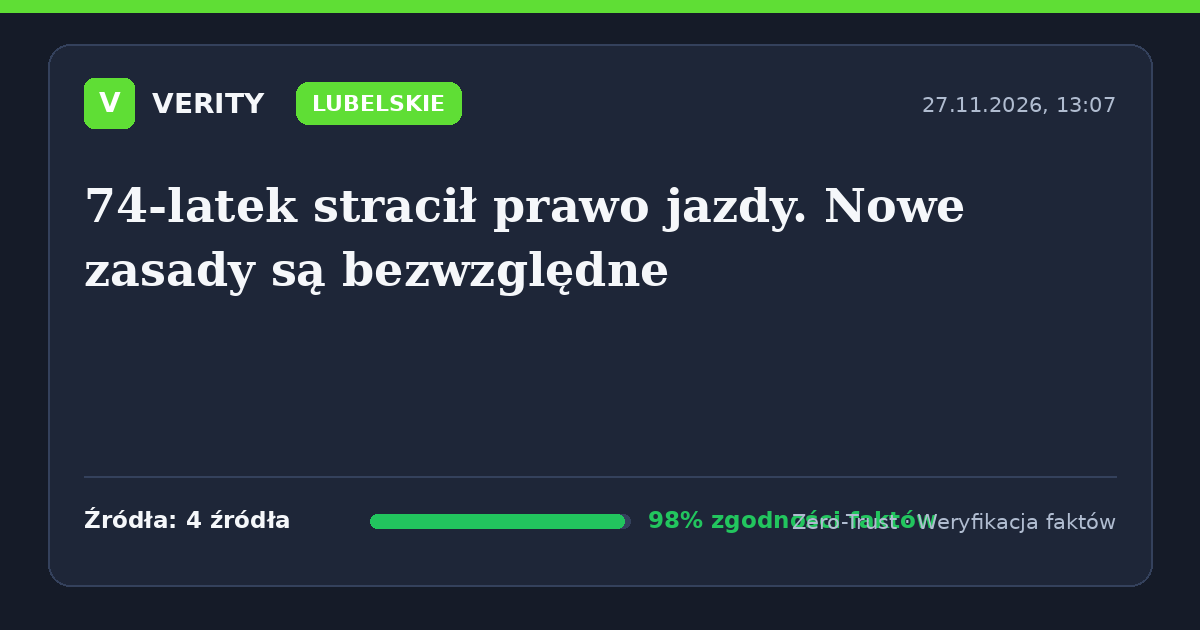 V VERITY LUBELSKIE 27.11.2026, 13:07
74-latek stracił prawo jazdy. Nowe
zasady są bezwzględne
Źródła: 4 źródła 98% zgodności faktów Zero-Trust · Weryfikacja faktów